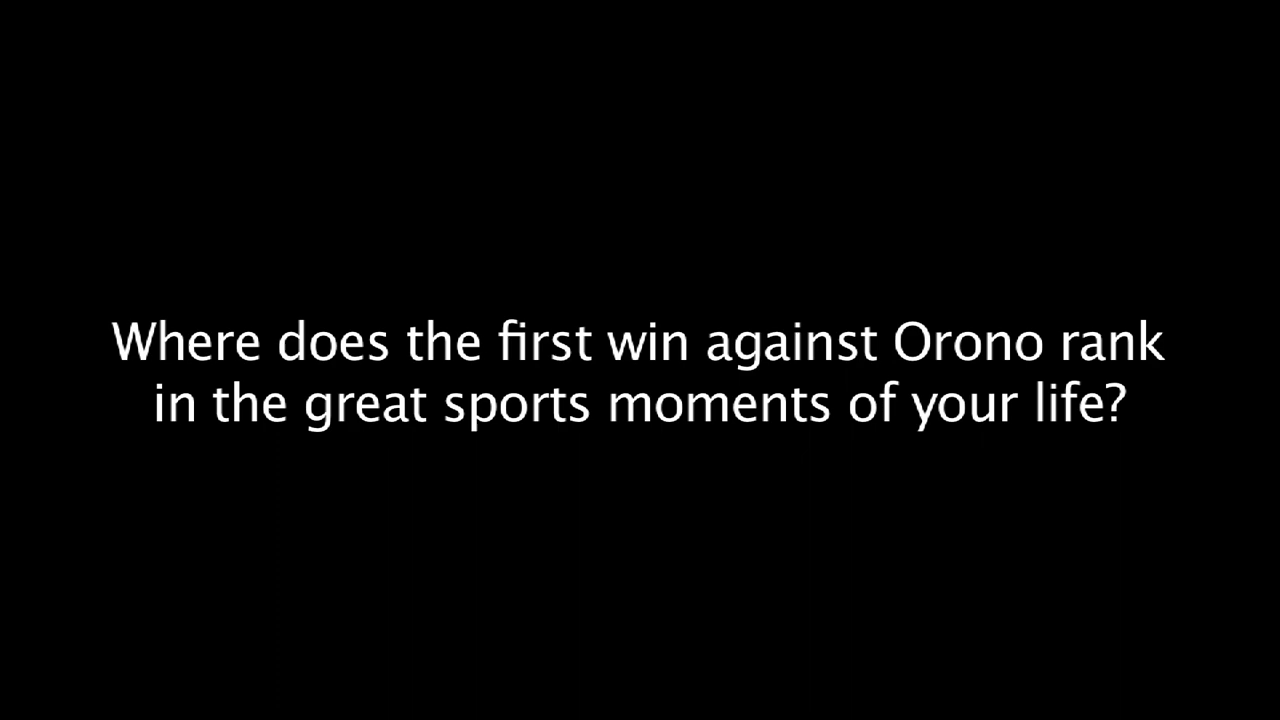 Where does the first win against Orono rank
in the great sports moments of your life?